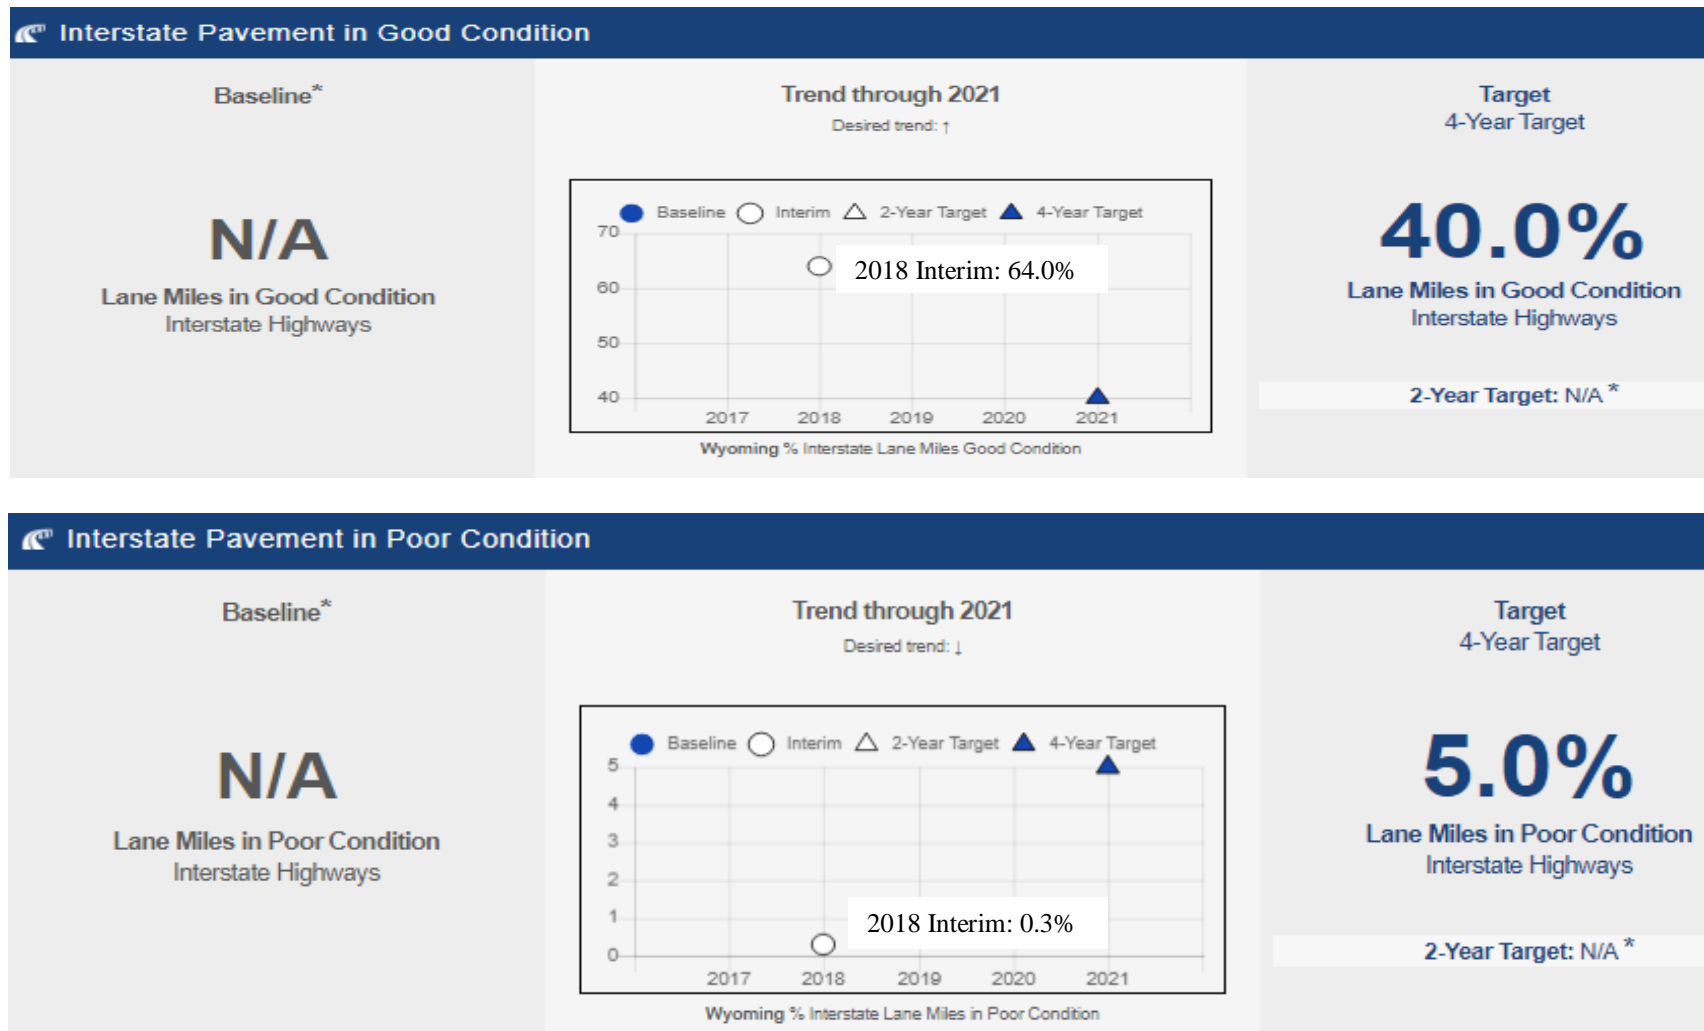 Interstate Pavement in Good Condition
Baseline*
N/A
Lane Miles in Good Condition
Interstate Highways
Trend through 2021
Desired trend: ↑
Baseline Interim 2-Year Target 4-Year Target
70
2018 Interim: 64.0%
60
50
40
2017 2018 2019 2020 2021
Wyoming % Interstate Lane Miles Good Condition
Target
4-Year Target
40.0%
Lane Miles in Good Condition
Interstate Highways
2-Year Target: N/A *
Interstate Pavement in Poor Condition
Baseline*
N/A
Lane Miles in Poor Condition
Interstate Highways
Trend through 2021
Desired trend: ↓
Baseline Interim 2-Year Target 4-Year Target
5
4
3
2
1
2018 Interim: 0.3%
0
2017 2018 2019 2020 2021
Wyoming % Interstate Lane Miles in Poor Condition
Target
4-Year Target
5.0%
Lane Miles in Poor Condition
Interstate Highways
2-Year Target: N/A *